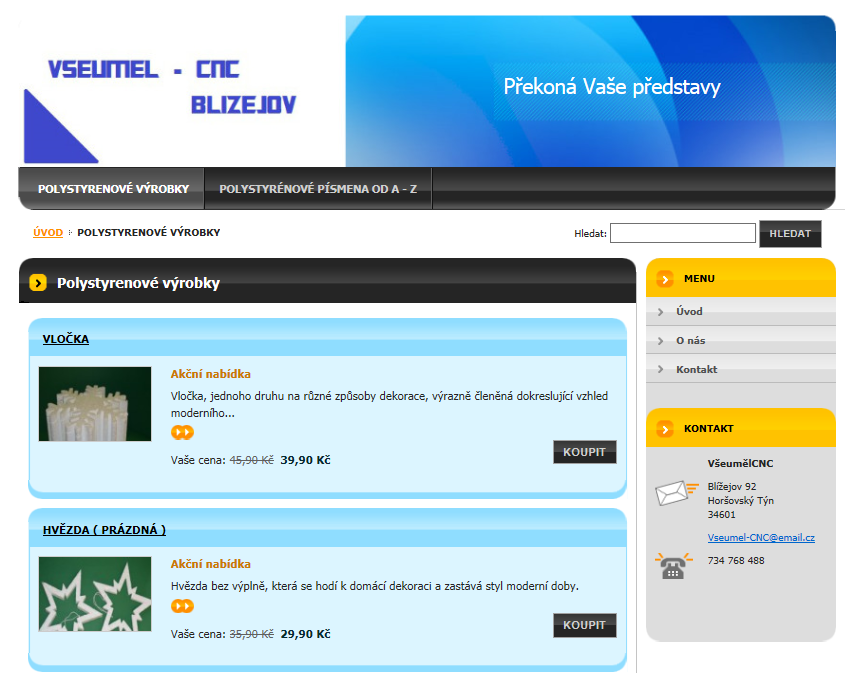 VSEUMEL - CNC
BLIZEJOV
Překoná Vaše představy
POLYSTYRENOVÉ VÝROBKY
POLYSTYRÉNOVÉ PÍSMENA OD A - Z
ÚVOD POLYSTYRENOVÉ VÝROBKY
Hledat:
HLEDAT
Polystyrenové výrobky
VLOČKA
Akční nabídka
Vločka, jednoho druhu na různé způsoby dekorace, výrazně členěná dokreslující vzhled
moderního...
Vaše cena: 45,90 Kč 39,90 Kč
KOUPIT
HVĚZDA ( PRÁZDNÁ )
Akční nabídka
Hvězda bez výplně, která se hodí k domácí dekoraci a zastává styl moderní doby.
Vaše cena: 35,90 Kč 29,90 Kč
KOUPIT
MENU
Úvod
O nás
Kontakt
KONTAKT
VšeumělCNC
Blížejov 92
Horšovský Týn
34601
Vseumel-CNC@email.cz
734 768 488